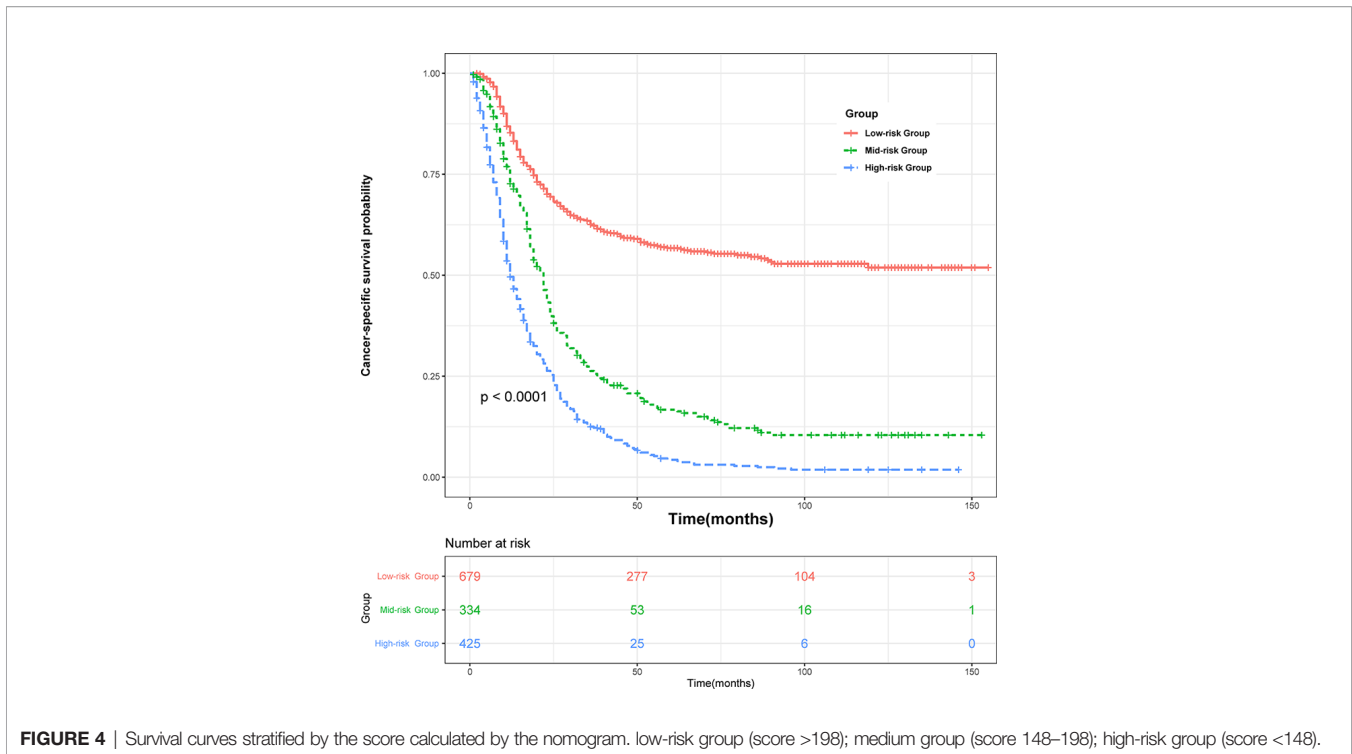 Cancer-specific survival probability
1.00
0.75
0.50
0.25
0.00
Group
Low-risk Group
Mid-risk Group
High-risk Group
p < 0.0001
0 50 100 150
Time(months)
Number at risk
Group
Low-risk Group 679 277 104 3
Mid-risk Group 334 53 16 1
High-risk Group 425 25 6 0
0 50 100 150
Time(months)
FIGURE 4 | Survival curves stratified by the score calculated by the nomogram. low-risk group (score >198); medium group (score 148–198); high-risk group (score <148).